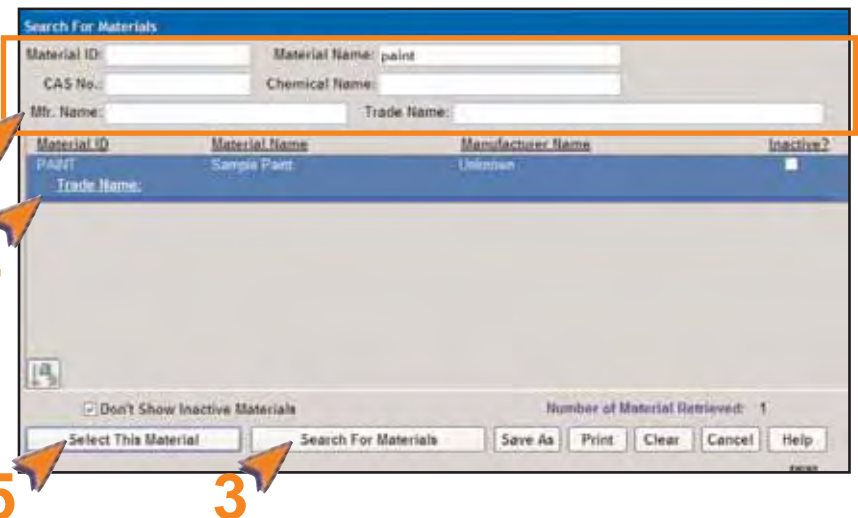 Search For Materials
Material ID: Material Name: paint
CAS No.: Chemical Name:
Mfr. Name: Trade Name:
Material ID Material Name Manufacturer Name Inactive?
PAINT Sample Paint Unknown
Trade Name:
Don't Show Inactive Materials Number of Material Retrieved: 1
Select This Material Search For Materials Save As Print Clear Cancel Help
5 3